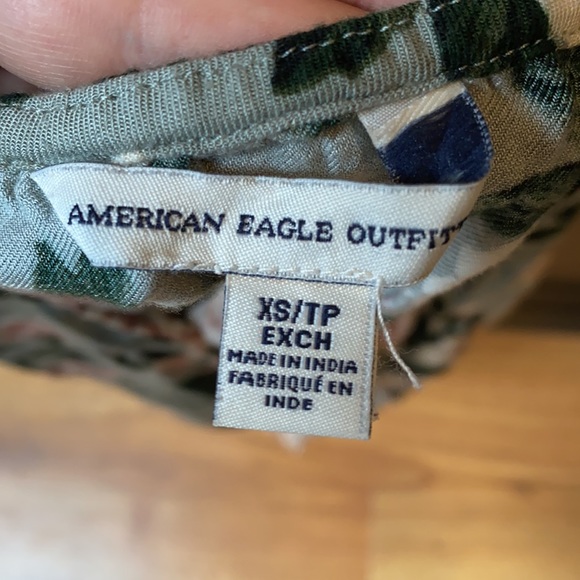 AMERICAN EAGLE OUTFIT
XS/TP
EXCH
MADE IN INDIA
FABRIQUÉ EN
INDE